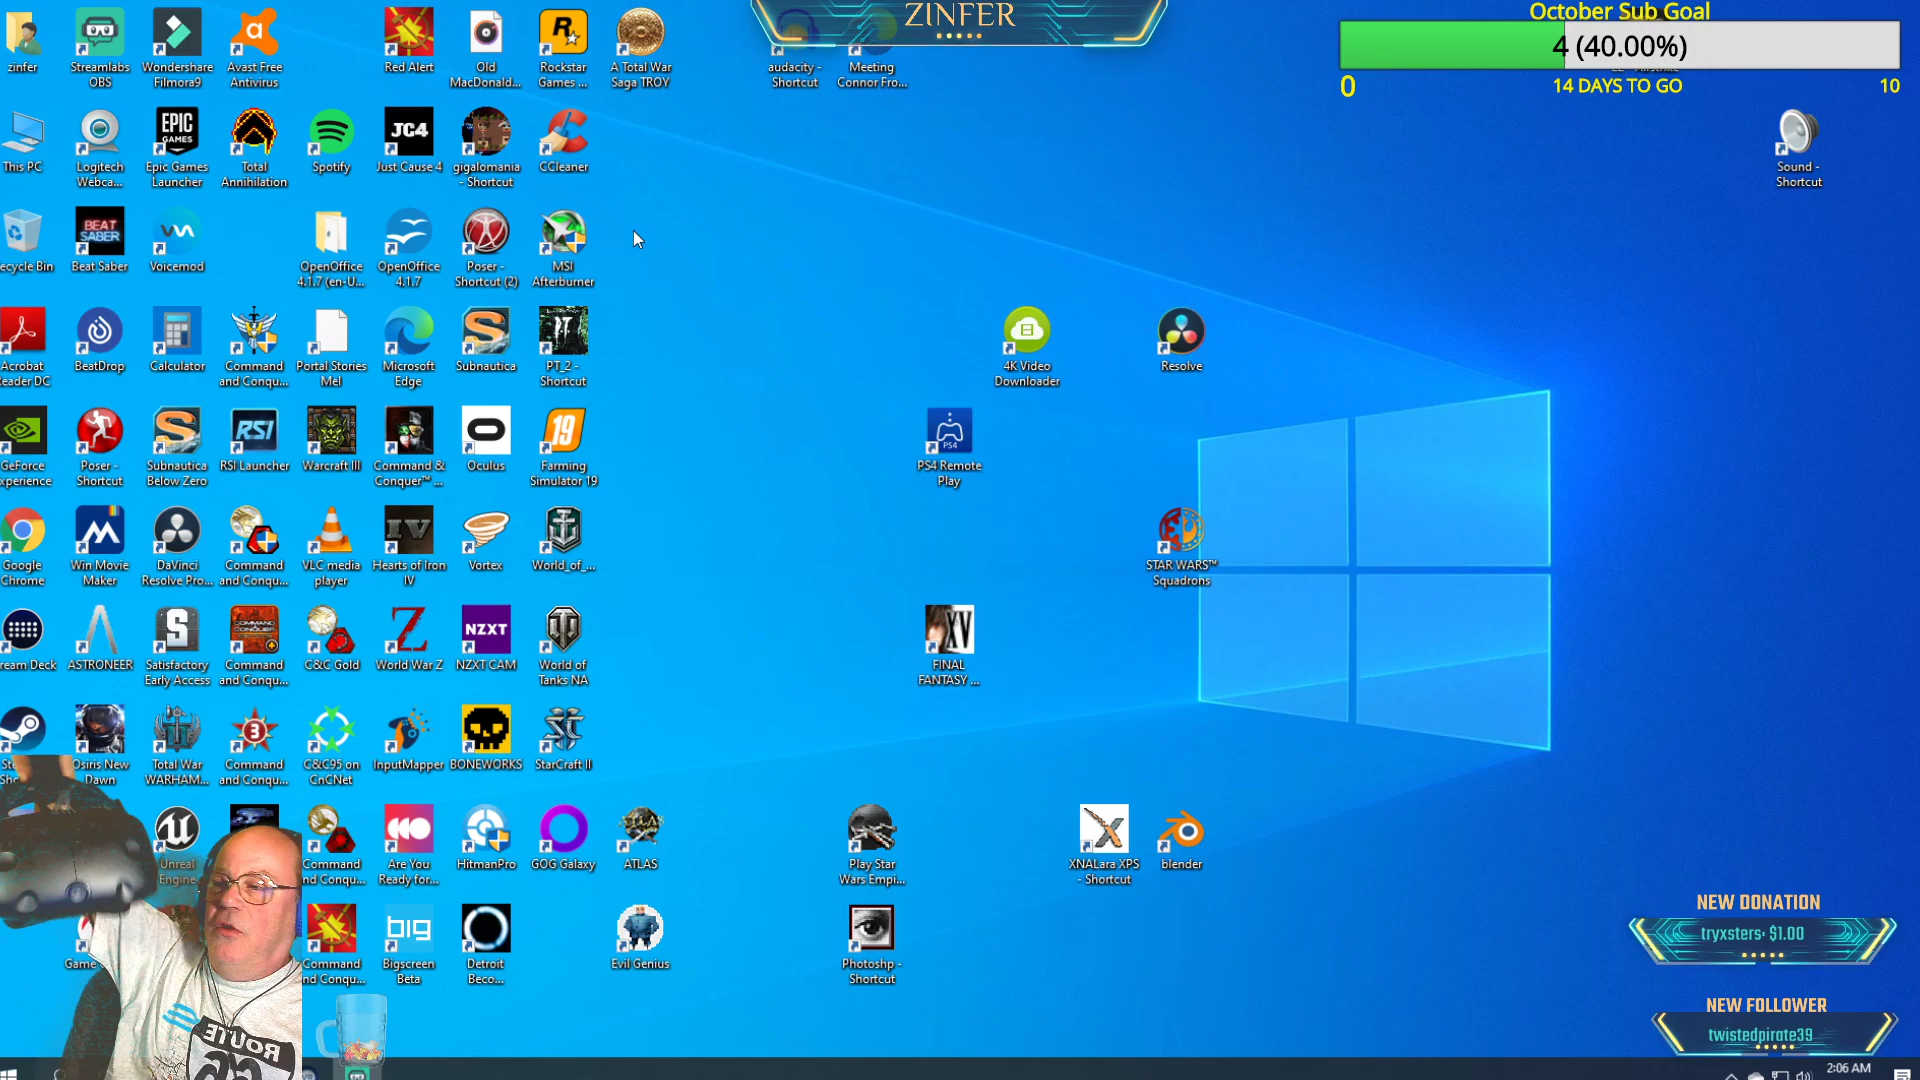 ZINFER
October Sub Goal
4 (40.00%)
0
14 DAYS TO GO
10
zinfer
Streamlabs OBS
Wondershare Filmora9
Avast Free Antivirus
Red Alert
Old MacDonald...
Rockstar Games ...
A Total War Saga TROY
audacity - Shortcut
Meeting Connor Fro...
This PC
Logitech Webca...
Epic Games Launcher
Total Annihilation
Spotify
Just Cause 4
gigalomania - Shortcut
CCleaner
Sound - Shortcut
ecycle Bin
Beat Saber
Voicemod
OpenOffice 4.1.7 (en-U...
OpenOffice 4.1.7
Poser - Shortcut (2)
MSI Afterburner
Acrobat eader DC
BeatDrop
Calculator
Command and Conqu...
Portal Stories Mel
Microsoft Edge
Subnautica
PT_2 - Shortcut
4K Video Downloader
Resolve
GeForce xperience
Poser - Shortcut
Subnautica Below Zero
RSI Launcher
Warcraft III
Command & Conquer™ ...
Oculus
Farming Simulator 19
PS4 Remote Play
Google Chrome
Win Movie Maker
DaVinci Resolve Pro...
Command and Conqu...
VLC media player
Hearts of Iron IV
Vortex
World_of_...
STAR WARS™ Squadrons
ream Deck
ASTRONEER
Satisfactory Early Access
Command and Conqu...
C&C Gold
World War Z
NZXT CAM
World of Tanks NA
FINAL FANTASY ...
Osiris New Dawn
Total War WARHAM...
Command and Conqu...
C&C95 on CnCNet
InputMapper
BONEWORKS
StarCraft II
Unreal Engine
Command nd Conqu...
Are You Ready for...
HitmanPro
GOG Galaxy
ATLAS
Play Star Wars Empi...
XNALara XPS - Shortcut
blender
Game
Command nd Conqu...
Bigscreen Beta
Detroit Beco...
Evil Genius
Photoshp - Shortcut
NEW DONATION
tryxsters: $1.00
NEW FOLLOWER
twistedpirate39
ROUTE
66
2:06 AM